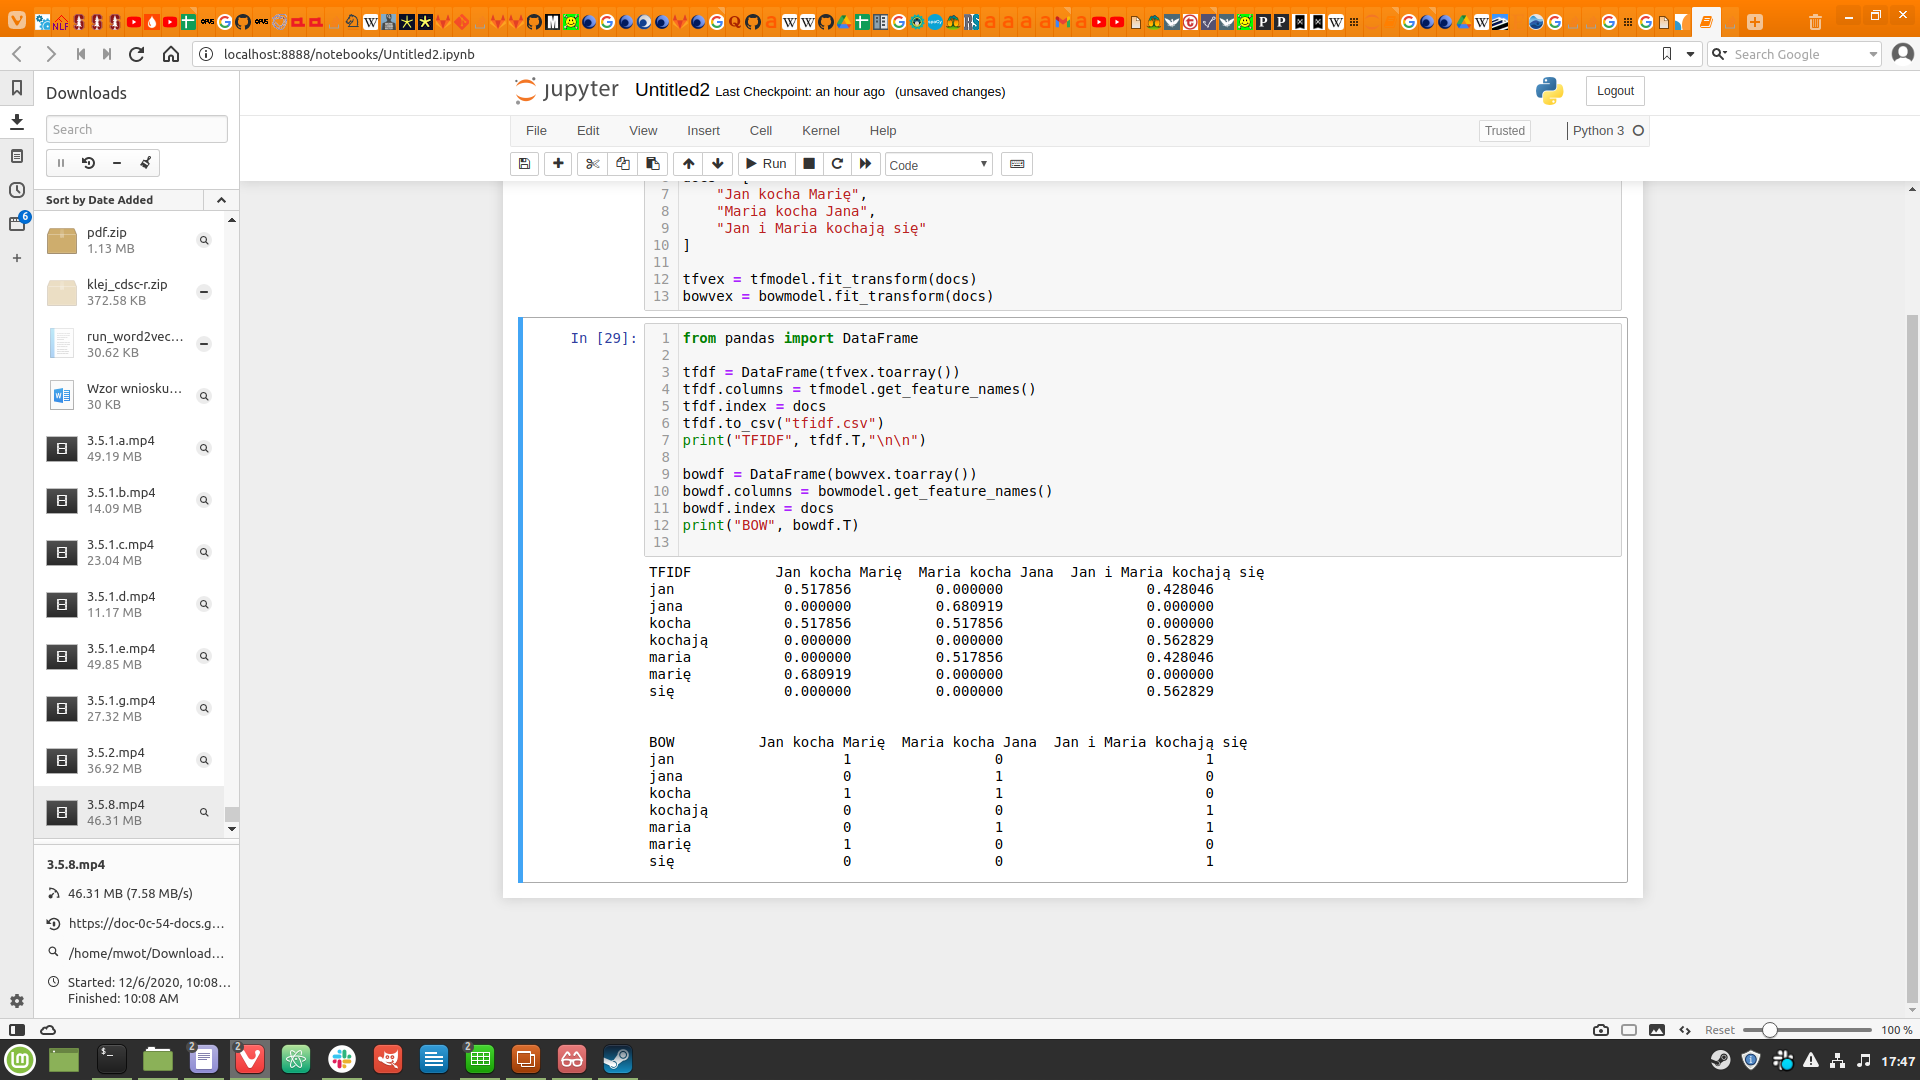 localhost:8888/notebooks/Untitled2.ipynb
Search Google
Downloads
Search
Sort by Date Added
pdf.zip
1.13 MB
klej_cdsc-r.zip
372.58 KB
run_word2vec...
30.62 KB
Wzor wniosku...
30 KB
3.5.1.a.mp4
49.19 MB
3.5.1.b.mp4
14.09 MB
3.5.1.c.mp4
23.04 MB
3.5.1.d.mp4
11.17 MB
3.5.1.e.mp4
49.85 MB
3.5.1.g.mp4
27.32 MB
3.5.2.mp4
36.92 MB
3.5.8.mp4
46.31 MB
3.5.8.mp4
46.31 MB (7.58 MB/s)
https://doc-0c-54-docs.g...
/home/mwot/Download...
Started: 12/6/2020, 10:08...
Finished: 10:08 AM
6
jupyter Untitled2 Last Checkpoint: an hour ago (unsaved changes)
Logout
File Edit View Insert Cell Kernel Help
Trusted Python 3
Run Code
7 "Jan kocha Marię",
8 "Maria kocha Jana",
9 "Jan i Maria kochają się"
10 ]
11
12 tfvex = tfmodel.fit_transform(docs)
13 bowvex = bowmodel.fit_transform(docs)
In [29]:
1 from pandas import DataFrame
2
3 tfdf = DataFrame(tfvex.toarray())
4 tfdf.columns = tfmodel.get_feature_names()
5 tfdf.index = docs
6 tfdf.to_csv("tfidf.csv")
7 print("TFIDF", tfdf.T,"\n\n")
8
9 bowdf = DataFrame(bowvex.toarray())
10 bowdf.columns = bowmodel.get_feature_names()
11 bowdf.index = docs
12 print("BOW", bowdf.T)
13
TFIDF Jan kocha Marię Maria kocha Jana Jan i Maria kochają się
jan 0.517856 0.000000 0.428046
jana 0.000000 0.680919 0.000000
kocha 0.517856 0.517856 0.000000
kochają 0.000000 0.000000 0.562829
maria 0.000000 0.517856 0.428046
marię 0.680919 0.000000 0.000000
się 0.000000 0.000000 0.562829
BOW Jan kocha Marię Maria kocha Jana Jan i Maria kochają się
jan 1 0 1
jana 0 1 0
kocha 1 1 0
kochają 0 0 1
maria 0 1 1
marię 1 0 0
się 0 0 1
Reset 100 %
2 2 2
17:47